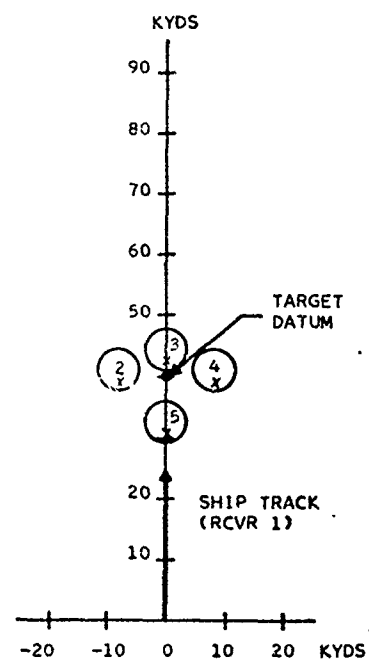 KYDS
90
80
70
60
50
TARGET
DATUM
3
2
4
x
x
x
5
x
20
SHIP TRACK
(RCVR 1)
10
-20 -10 0 10 20 KYDS